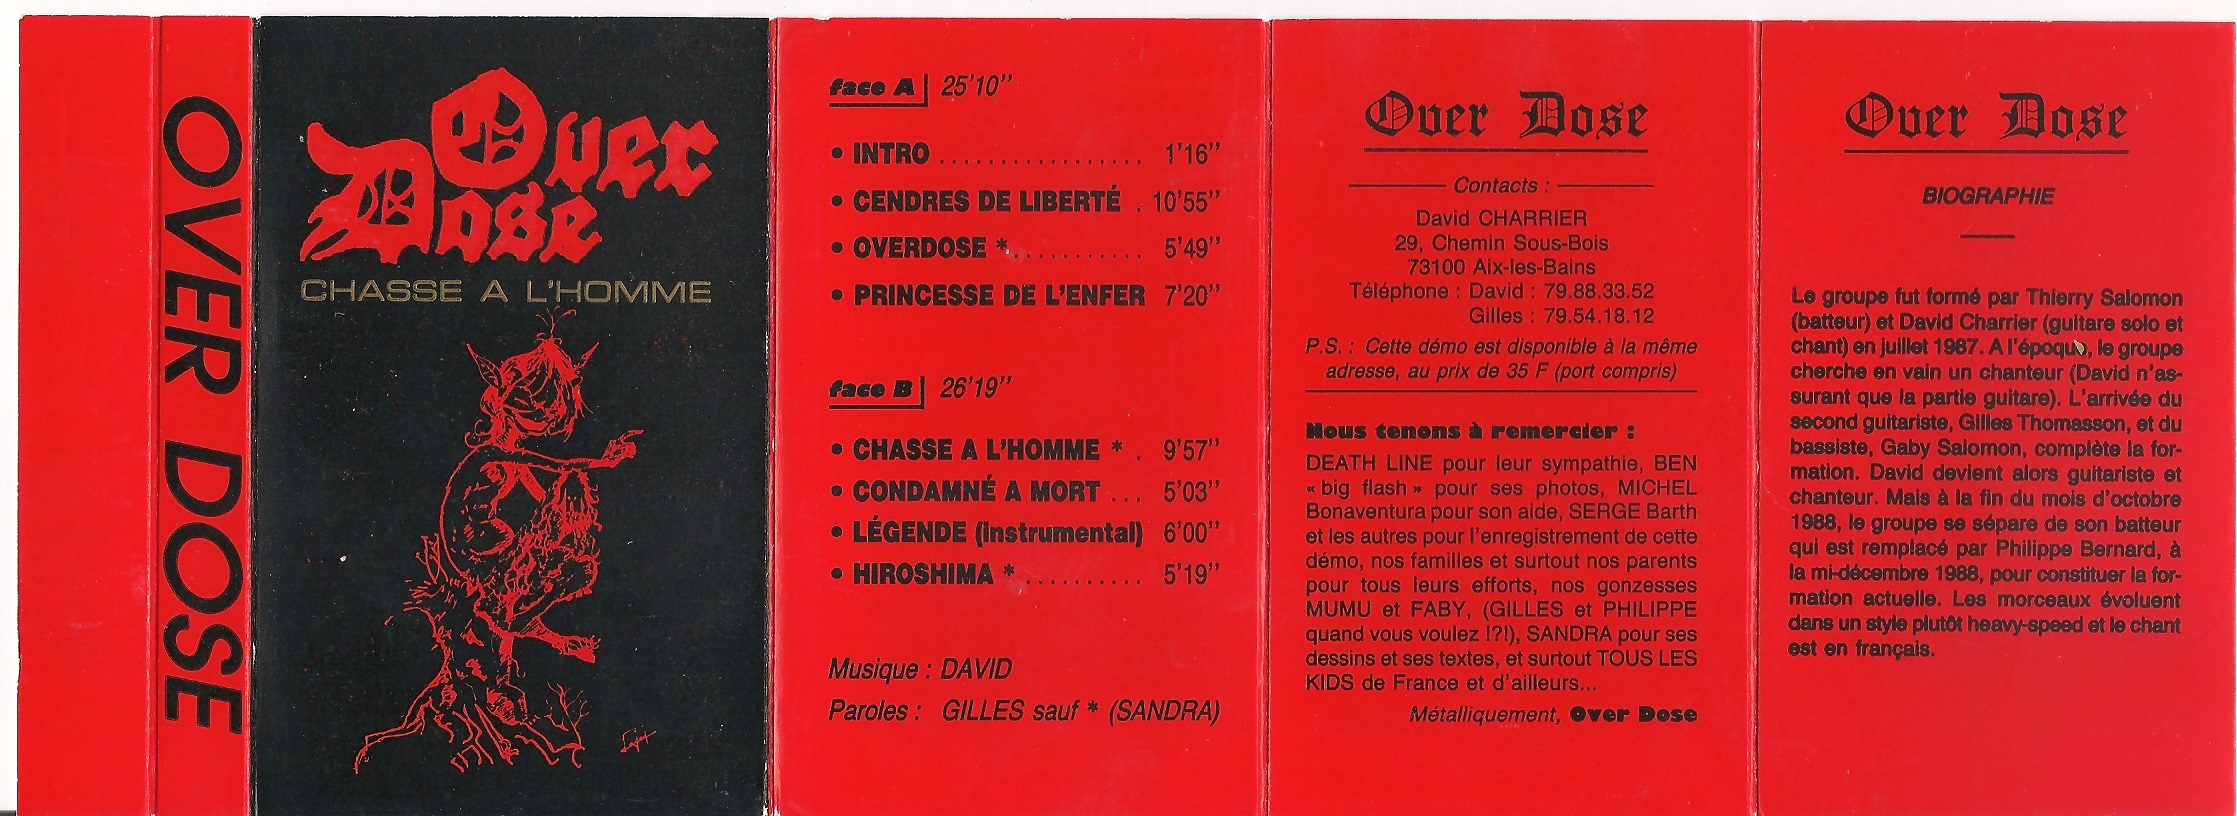 OVER DOSE
Over
Dose
CHASSE A L'HOMME
face A 25'10''
• INTRO .................. 1'16''
• CENDRES DE LIBERTÉ . 10'55''
• OVERDOSE * ........... 5'49''
• PRINCESSE DE L'ENFER 7'20''
face B 26'19''
• CHASSE A L'HOMME * . 9'57''
• CONDAMNÉ A MORT ... 5'03''
• LÉGENDE (instrumental) 6'00''
• HIROSHIMA * .......... 5'19''
Musique : DAVID
Paroles : GILLES sauf * (SANDRA)
Over Dose
Contacts :
David CHARRIER
29, Chemin Sous-Bois
73100 Aix-les-Bains
Téléphone : David : 79.88.33.52
Gilles : 79.54.18.12
P.S. : Cette démo est disponible à la même
adresse, au prix de 35 F (port compris)
Nous tenons à remercier :
DEATH LINE pour leur sympathie, BEN
« big flash » pour ses photos, MICHEL
Bonaventura pour son aide, SERGE Barth
et les autres pour l'enregistrement de cette
démo, nos familles et surtout nos parents
pour tous leurs efforts, nos gonzesses
MUMU et FABY, (GILLES et PHILIPPE
quand vous voulez !?!), SANDRA pour ses
dessins et ses textes, et surtout TOUS LES
KIDS de France et d'ailleurs...
Métalliquement, Over Dose
Over Dose
BIOGRAPHIE
Le groupe fut formé par Thierry Salomon
(batteur) et David Charrier (guitare solo et
chant) en juillet 1987. A l'époque, le groupe
cherche en vain un chanteur (David n'as-
surant que la partie guitare). L'arrivée du
second guitariste, Gilles Thomasson, et du
bassiste, Gaby Salomon, complète la for-
mation. David devient alors guitariste et
chanteur. Mais à la fin du mois d'octobre
1988, le groupe se sépare de son batteur
qui est remplacé par Philippe Bernard, à
la mi-décembre 1988, pour constituer la for-
mation actuelle. Les morceaux évoluent
dans un style plutôt heavy-speed et le chant
est en français.